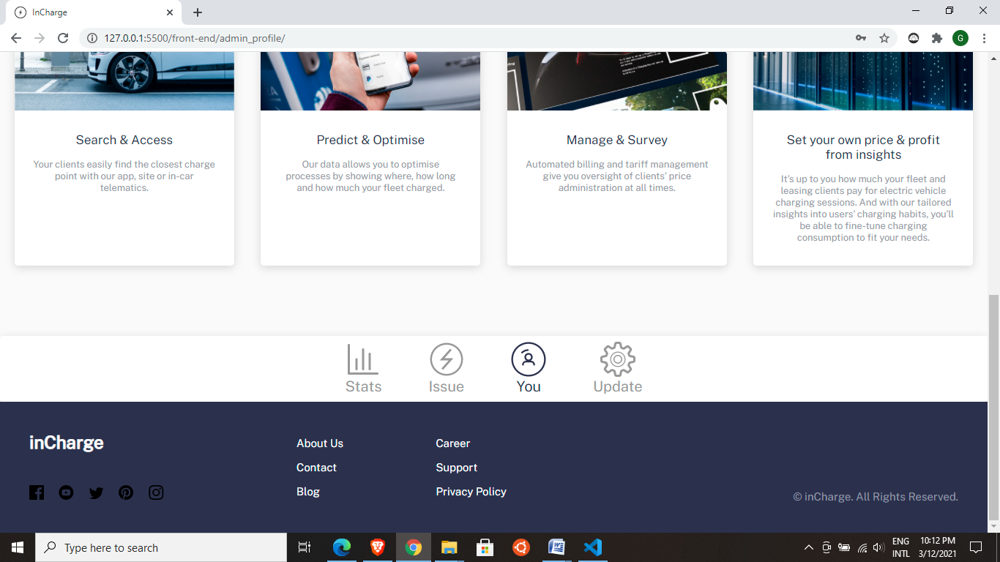 InCharge
127.0.0.1:5500/front-end/admin_profile/
G
Search & Access
Your clients easily find the closest charge
point with our app, site or in-car
telematics.
Predict & Optimise
Our data allows you to optimise
processes by showing where, how long
and how much your fleet charged.
Manage & Survey
Automated billing and tariff management
give you oversight of clients' price
administration at all times.
Set your own price & profit
from insights
It's up to you how much your fleet and
leasing clients pay for electric vehicle
charging sessions. And with our tailored
insights into users' charging habits, you'll
be able to fine-tune charging
consumption to fit your needs.
Stats
Issue
You
Update
inCharge
About Us
Contact
Blog
Career
Support
Privacy Policy
© inCharge. All Rights Reserved.
Type here to search
ENG
INTL
10:12 PM
3/12/2021